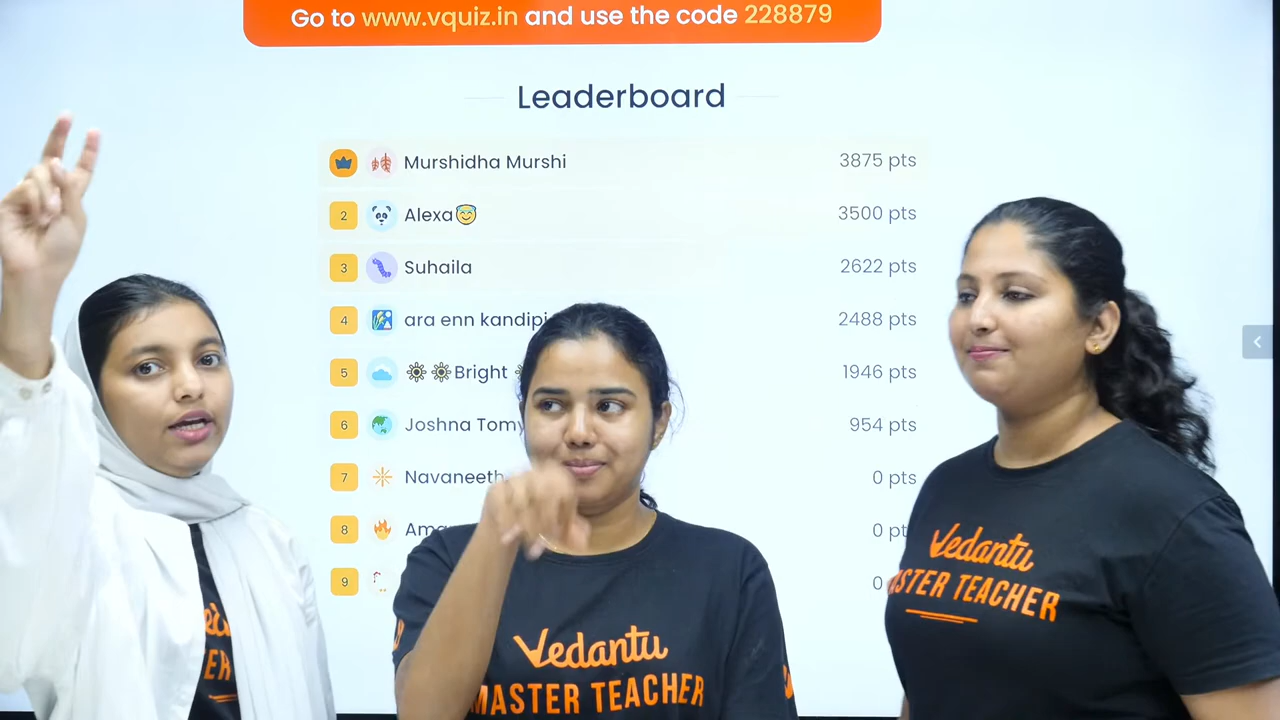 Go to www.vquiz.in and use the code 228879
Leaderboard
Murshidha Murshi 3875 pts
2 Alexa😇 3500 pts
3 Suhaila 2622 pts
4 ara enn kandipi 2488 pts
5 Bright 1946 pts
6 Joshna Tomy 954 pts
7 Navaneeth 0 pts
8 0
9 0
Vedantu
MASTER TEACHER
Vedantu
MASTER TEACHER